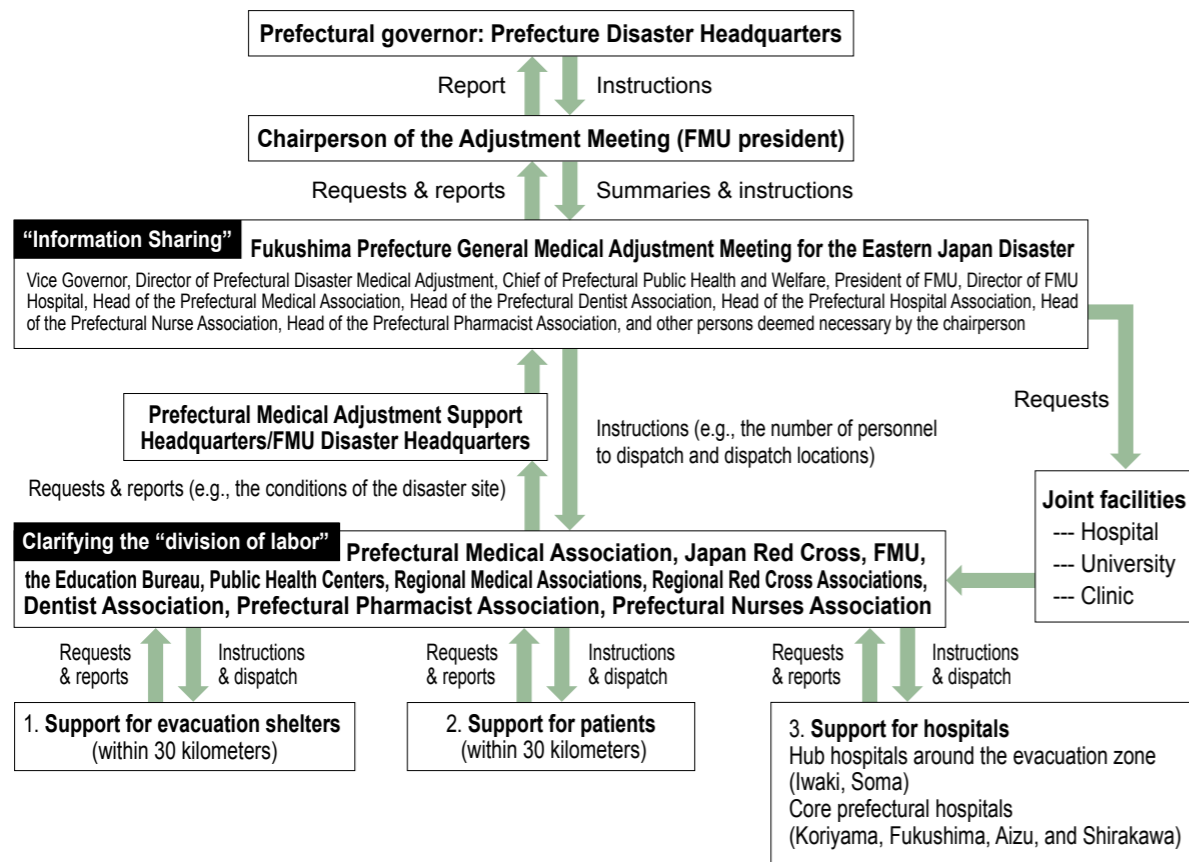 Prefectural governor: Prefecture Disaster Headquarters
Report
Instructions
Chairperson of the Adjustment Meeting (FMU president)
Requests & reports
Summaries & instructions
“Information Sharing”
Fukushima Prefecture General Medical Adjustment Meeting for the Eastern Japan Disaster
Vice Governor, Director of Prefectural Disaster Medical Adjustment, Chief of Prefectural Public Health and Welfare, President of FMU, Director of FMU
Hospital, Head of the Prefectural Medical Association, Head of the Prefectural Dentist Association, Head of the Prefectural Hospital Association, Head
of the Prefectural Nurse Association, Head of the Prefectural Pharmacist Association, and other persons deemed necessary by the chairperson
Requests
Prefectural Medical Adjustment Support
Headquarters/FMU Disaster Headquarters
Instructions (e.g., the number of personnel
to dispatch and dispatch locations)
Requests & reports (e.g., the conditions of the disaster site)
Joint facilities
--- Hospital
--- University
--- Clinic
Clarifying the “division of labor”
Prefectural Medical Association, Japan Red Cross, FMU,
the Education Bureau, Public Health Centers, Regional Medical Associations, Regional Red Cross Associations,
Dentist Association, Prefectural Pharmacist Association, Prefectural Nurses Association
Requests
& reports
Instructions
& dispatch
Requests
& reports
Instructions
& dispatch
Requests
& reports
Instructions
& dispatch
1. Support for evacuation shelters
(within 30 kilometers)
2. Support for patients
(within 30 kilometers)
3. Support for hospitals
Hub hospitals around the evacuation zone
(Iwaki, Soma)
Core prefectural hospitals
(Koriyama, Fukushima, Aizu, and Shirakawa)